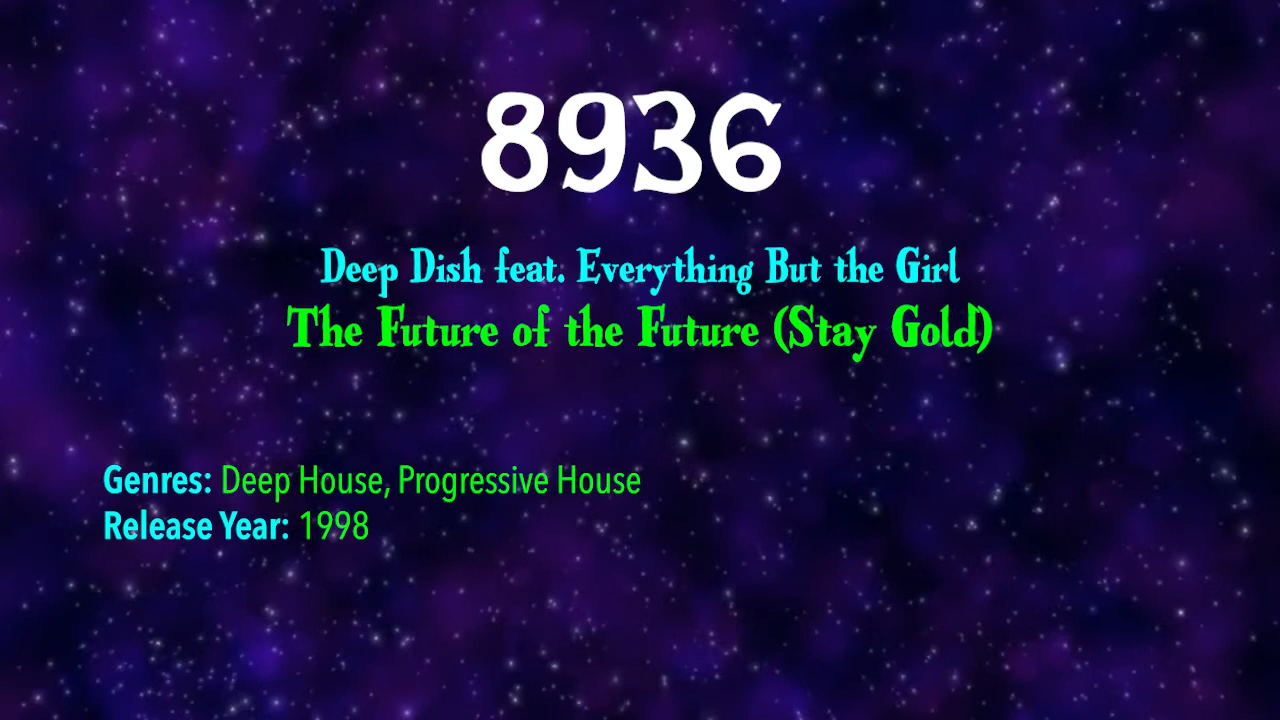 8936
Deep Dish feat. Everything But the Girl
The Future of the Future (Stay Gold)
Genres: Deep House, Progressive House
Release Year: 1998